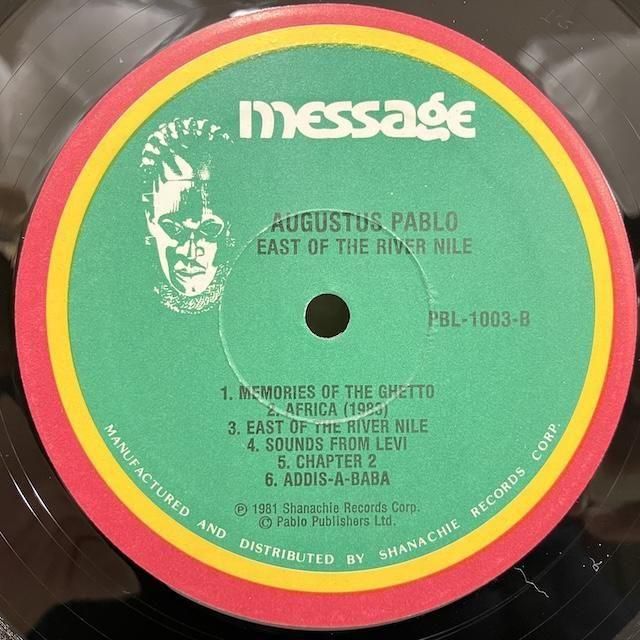 message
AUGUSTUS PABLO
EAST OF THE RIVER NILE
PBL-1003-B
1. MEMORIES OF THE GHETTO
2. AFRICA (1983)
3. EAST OF THE RIVER NILE
4. SOUNDS FROM LEVI
5. CHAPTER 2
6. ADDIS-A-BABA
℗ 1981 Shanachie Records Corp.
© Pablo Publishers Ltd.
MANUFACTURED AND DISTRIBUTED BY SHANACHIE RECORDS CORP.